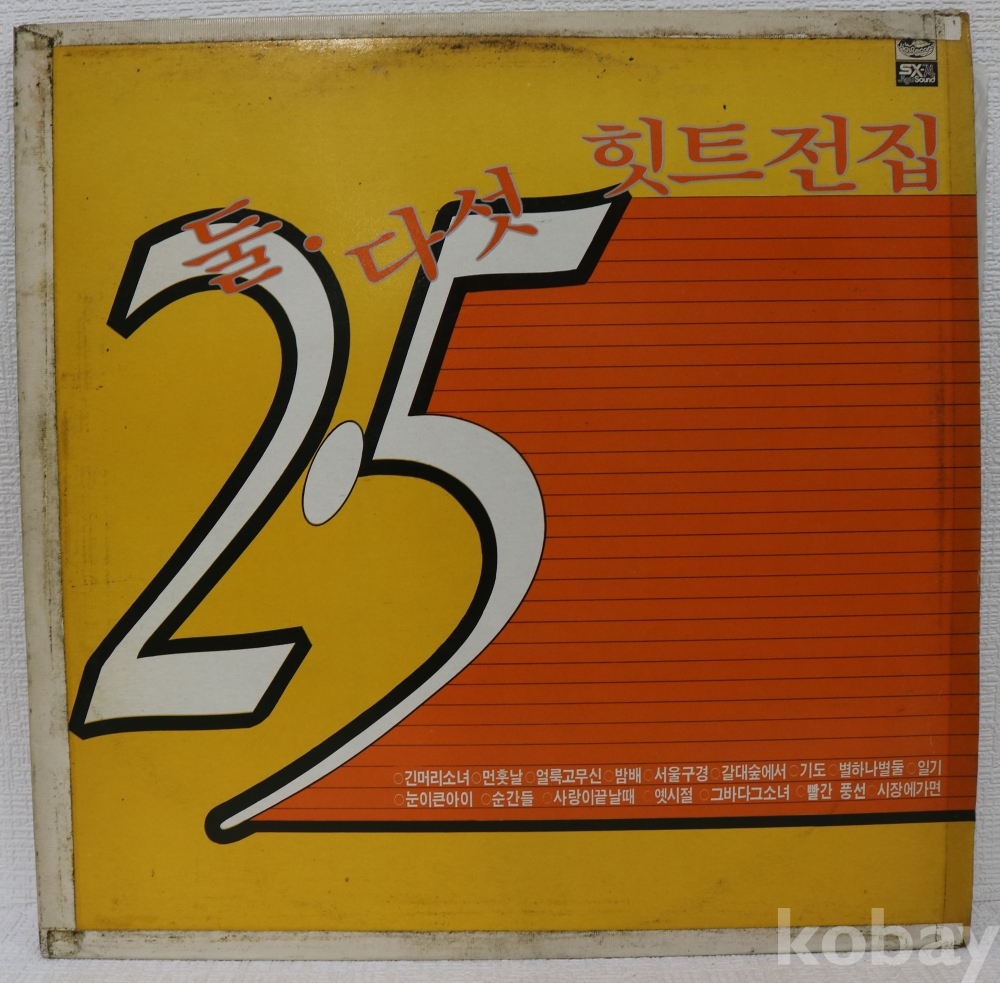 SX-
Sound
힛트전집
둘·다섯
2·5
○긴머리소녀○먼훗날○얼룩고무신○밤배○서울구경○갈대숲에서○기도○별하나별둘○일기
○눈이큰아이○순간들○사랑이끝날때○옛시절○그바다그소녀○빨간 풍선○시장에가면
kobay